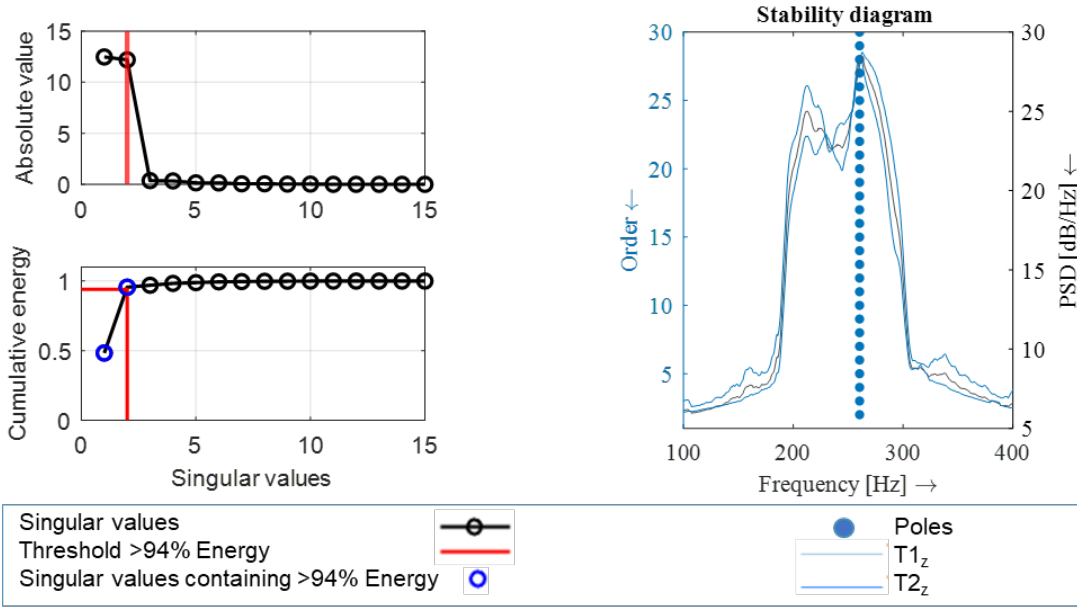 15
10
5
0
Absolute value
0
5
10
15
1
0.5
0
Cumulative energy
0
5
10
15
Singular values
Stability diagram
30
25
20
15
10
5
Order ←
30
25
20
15
10
5
PSD [dB/Hz] ←
100
200
300
400
Frequency [Hz] →
Singular values
Threshold >94% Energy
Singular values containing >94% Energy
Poles
T1z
T2z